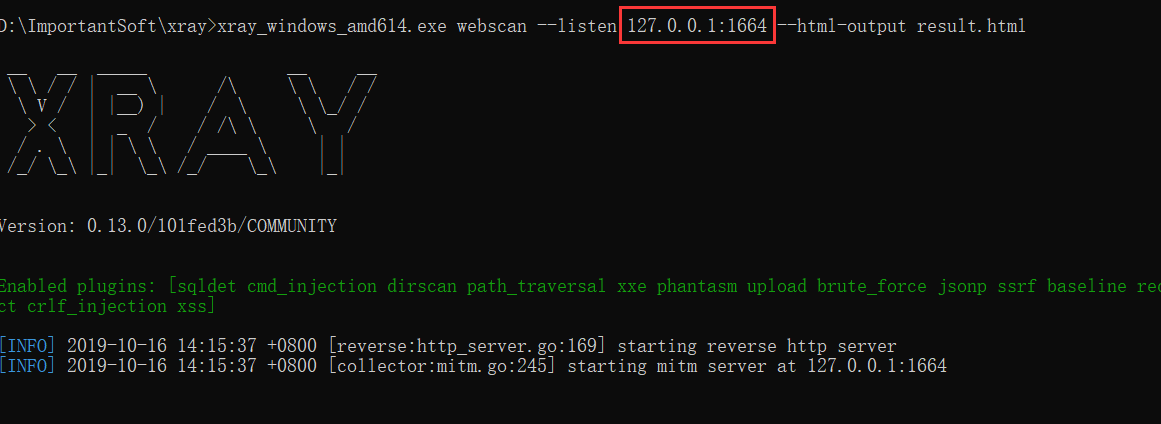 D:\ImportantSoft\xray>xray_windows_amd614.exe webscan --listen 127.0.0.1:1664 --html-output result.html
XRAY
Version: 0.13.0/101fed3b/COMMUNITY
Enabled plugins: [sqldet cmd_injection dirscan path_traversal xxe phantasm upload brute_force jsonp ssrf baseline red
ct crlf_injection xss]
[INFO] 2019-10-16 14:15:37 +0800 [reverse:http_server.go:169] starting reverse http server
[INFO] 2019-10-16 14:15:37 +0800 [collector:mitm.go:245] starting mitm server at 127.0.0.1:1664